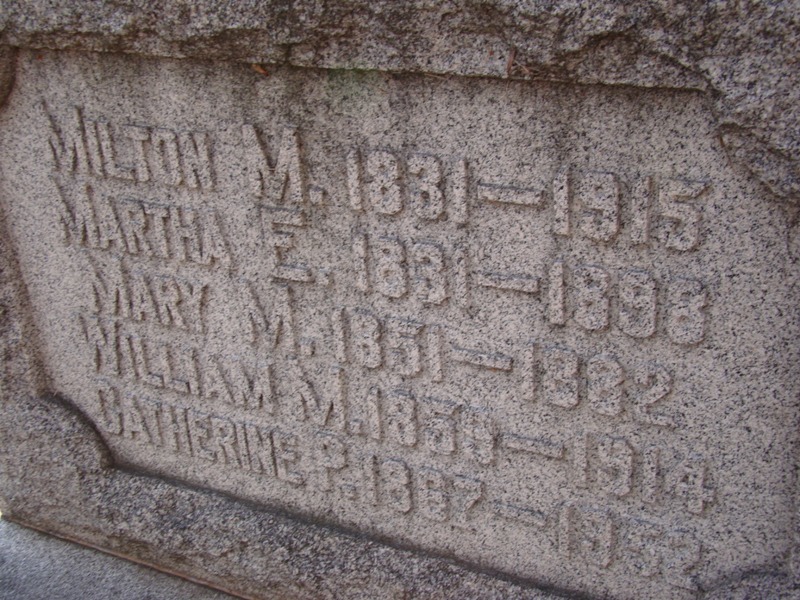 MILTON M. 1831—1915
MARTHA E. 1831—1898
MARY M. 1851—1882
WILLIAM M. — 1914
CATHERINE P.